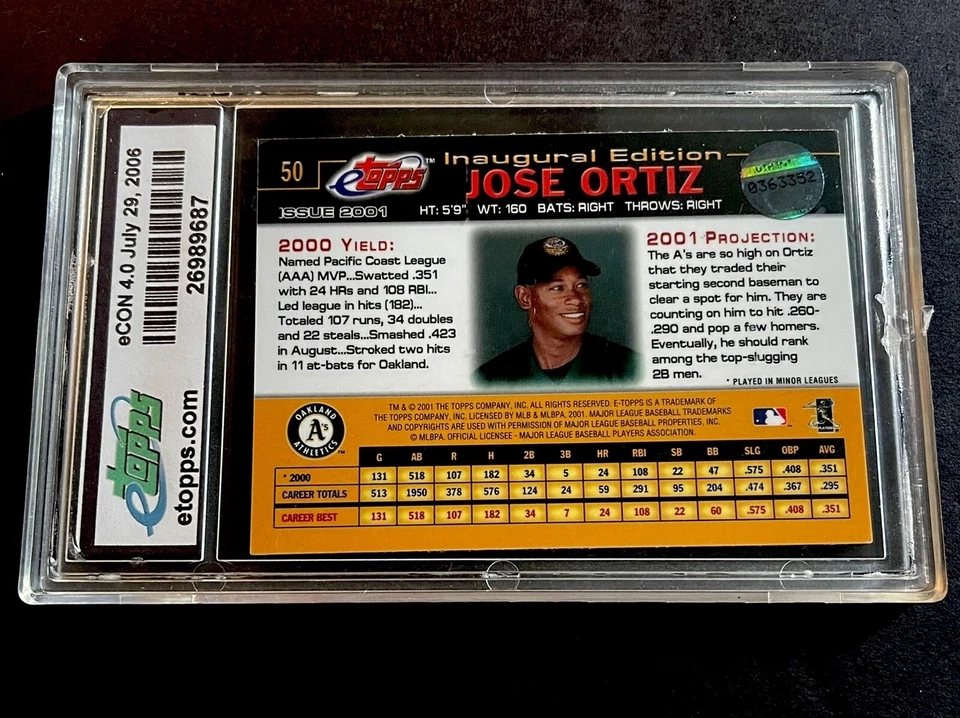 eCON 4.0 July 29, 2006
26989687
etopps
etopps.com
50
etopps™
Inaugural Edition
JOSE ORTIZ
0363352
ISSUE 2001
HT: 5'9" WT: 160 BATS: RIGHT THROWS: RIGHT
2000 YIELD:
Named Pacific Coast League
(AAA) MVP...Swatted .351
with 24 HRs and 108 RBI...
Led league in hits (182)...
Totaled 107 runs, 34 doubles
and 22 steals...Smashed .423
in August...Stroked two hits
in 11 at-bats for Oakland.
2001 PROJECTION:
The A's are so high on Ortiz
that they traded their
starting second baseman to
clear a spot for him. They are
counting on him to hit .260-
.290 and pop a few homers.
Eventually, he should rank
among the top-slugging
2B men.
* PLAYED IN MINOR LEAGUES
OAKLAND
A's
ATHLETICS
TM & © 2001 THE TOPPS COMPANY, INC. ALL RIGHTS RESERVED. E-TOPPS IS A TRADEMARK OF
THE TOPPS COMPANY, INC. LICENSED BY MLB & MLBPA, 2001. MAJOR LEAGUE BASEBALL TRADEMARKS
AND COPYRIGHTS ARE USED WITH PERMISSION OF MAJOR LEAGUE BASEBALL PROPERTIES, INC.
© MLBPA. OFFICIAL LICENSEE - MAJOR LEAGUE BASEBALL PLAYERS ASSOCIATION.
G AB R H 2B 3B HR RBI SB BB SLG OBP AVG
* 2000 131 518 107 182 34 5 24 108 22 47 .575 .408 .351
CAREER TOTALS 513 1950 378 576 124 24 59 291 95 204 .474 .367 .295
CAREER BEST 131 518 107 182 34 7 24 108 22 60 .575 .408 .351